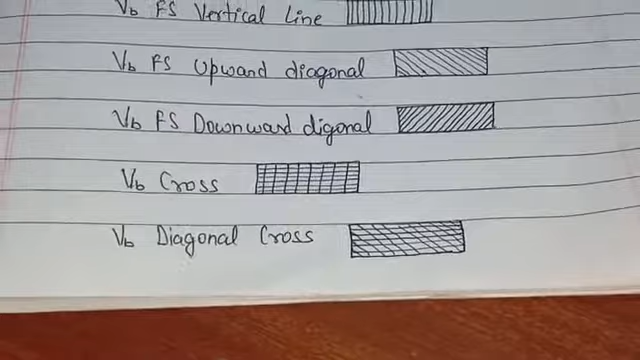 Vb FS Vertical Line
Vb FS Upward diagonal
Vb FS Downward digonal
Vb Cross
Vb Diagonal Cross